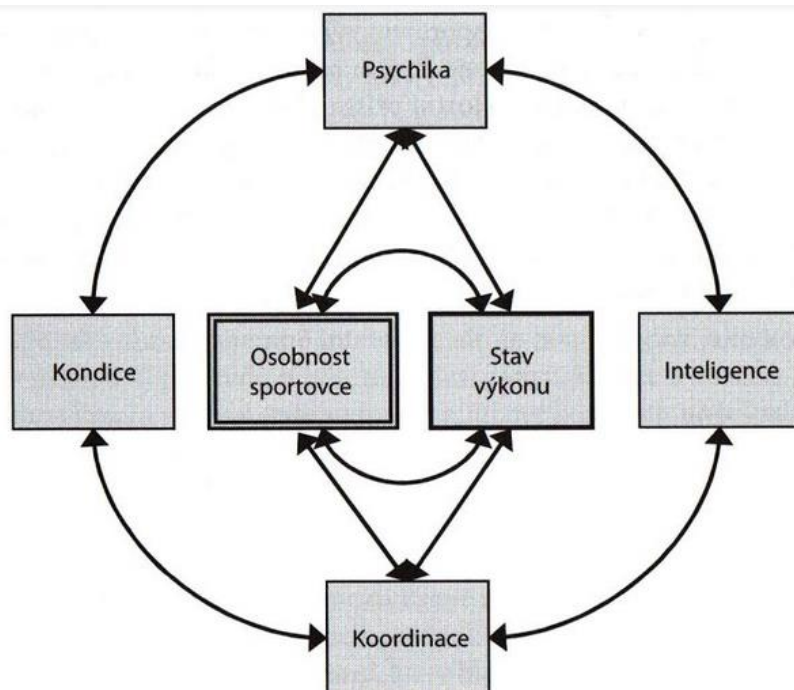 Psychika
Kondice
Osobnost
sportovce
Stav
výkonu
Inteligence
Koordinace